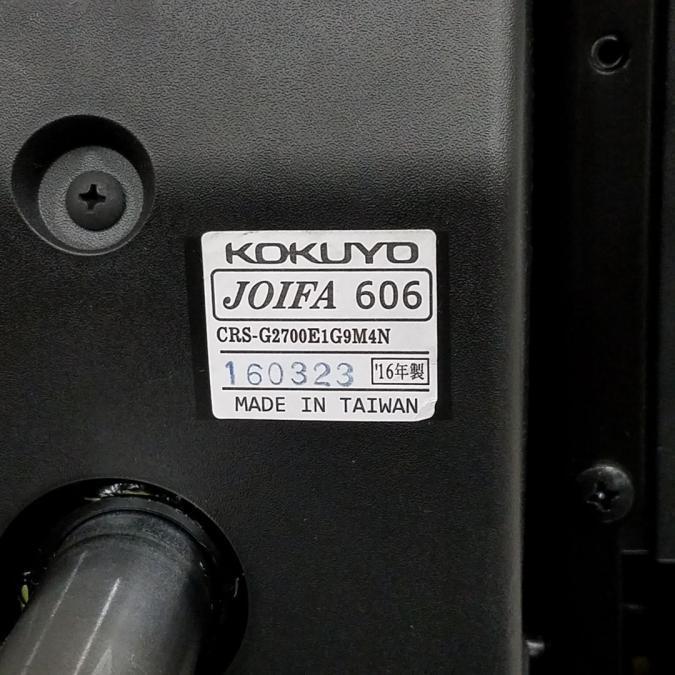 KOKUYO
JOIFA 606
CRS-G2700E1G9M4N
160323 '16年製
MADE IN TAIWAN